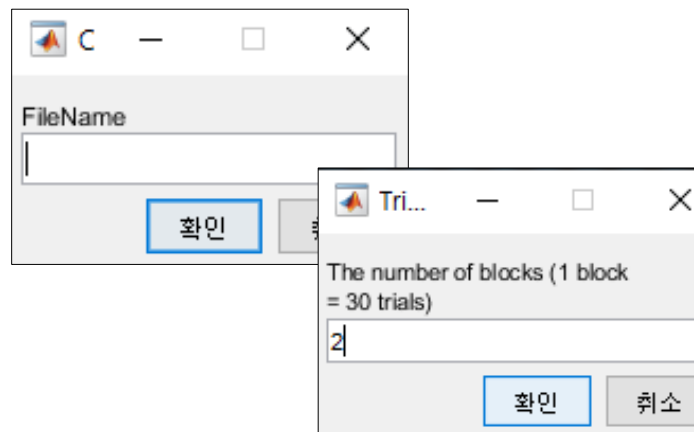 C
FileName
확인
Tri...
The number of blocks (1 block
= 30 trials)
2
확인 취소